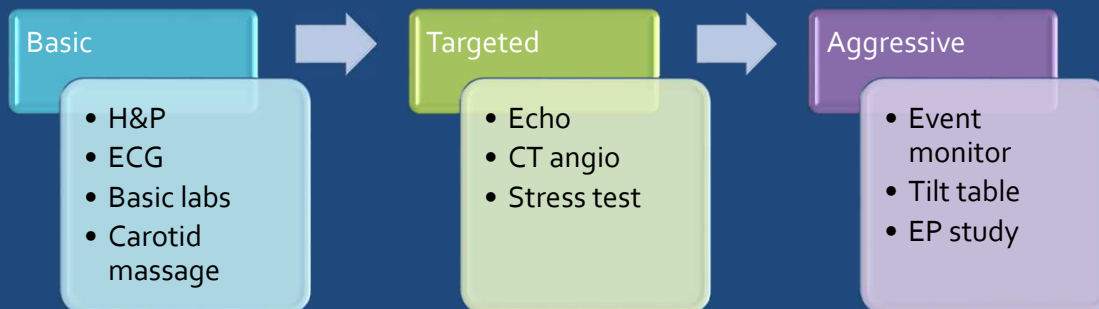 Basic
• H&P
• ECG
• Basic labs
• Carotid
massage
Targeted
• Echo
• CT angio
• Stress test
Aggressive
• Event
monitor
• Tilt table
• EP study